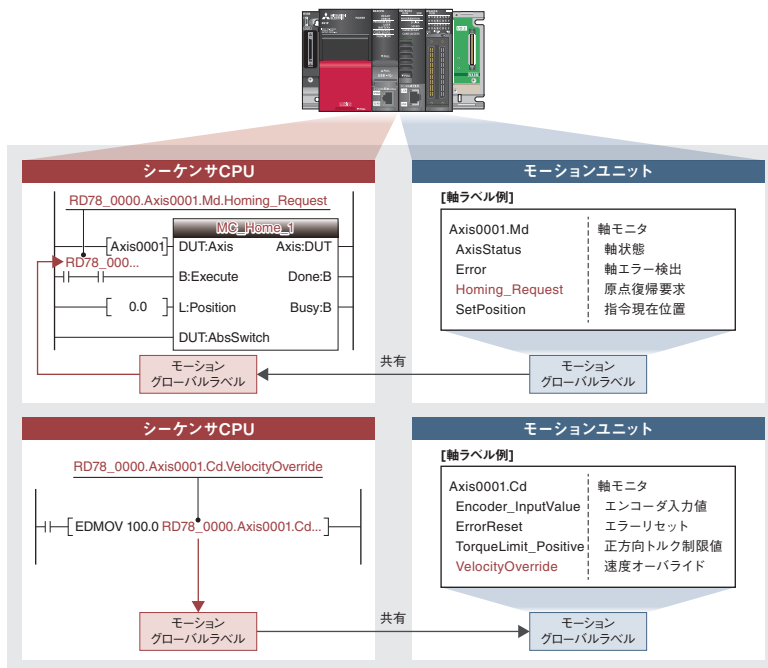 シーケンサCPU
RD78_0000.Axis0001.Md.Homing_Request
MC_Home_1
Axis0001
DUT:Axis
Axis:DUT
RD78_000...
B:Execute
Done:B
0.0
L:Position
Busy:B
DUT:AbsSwitch
モーション
グローバルラベル
共有
モーションユニット
[軸ラベル例]
Axis0001.Md 軸モニタ
AxisStatus 軸状態
Error 軸エラー検出
Homing_Request 原点復帰要求
SetPosition 指令現在位置
モーション
グローバルラベル
シーケンサCPU
RD78_0000.Axis0001.Cd.VelocityOverride
EDMOV 100.0 RD78_0000.Axis0001.Cd...
モーション
グローバルラベル
共有
モーションユニット
[軸ラベル例]
Axis0001.Cd 軸モニタ
Encoder_InputValue エンコーダ入力値
ErrorReset エラーリセット
TorqueLimit_Positive 正方向トルク制限値
VelocityOverride 速度オーバライド
モーション
グローバルラベル